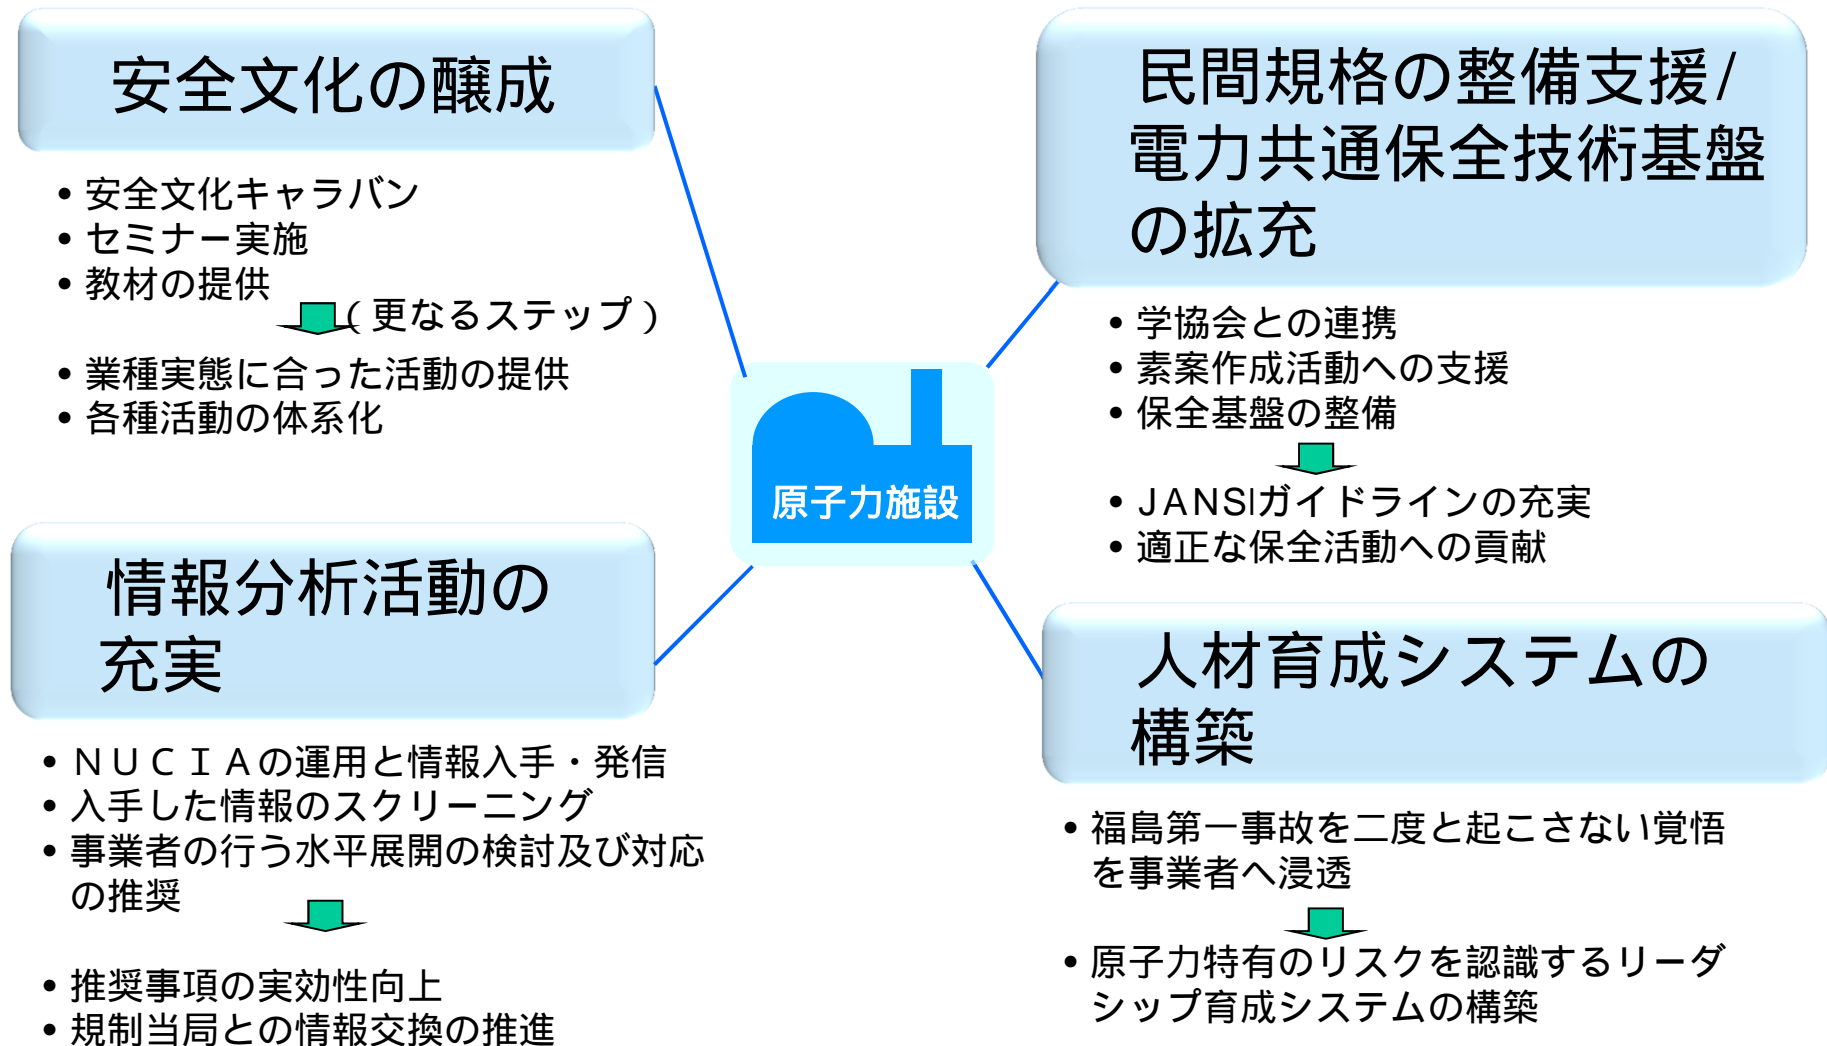 安全文化の醸成
• 安全文化キャラバン
• セミナー実施
• 教材の提供
(更なるステップ)
• 業種実態に合った活動の提供
• 各種活動の体系化
民間規格の整備支援/
電力共通保全技術基盤
の拡充
• 学協会との連携
• 素案作成活動への支援
• 保全基盤の整備
• JANSIガイドラインの充実
• 適正な保全活動への貢献
原子力施設
情報分析活動の
充実
• ＮＵＣＩＡの運用と情報入手・発信
• 入手した情報のスクリーニング
• 事業者の行う水平展開の検討及び対応
の推奨
• 推奨事項の実効性向上
• 規制当局との情報交換の推進
人材育成システムの
構築
• 福島第一事故を二度と起こさない覚悟
を事業者へ浸透
• 原子力特有のリスクを認識するリーダ
シップ育成システムの構築